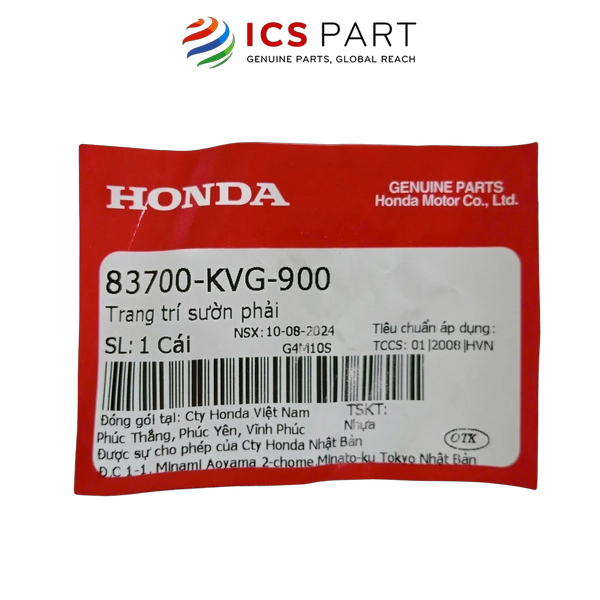 ICS PART
GENUINE PARTS, GLOBAL REACH
HONDA
GENUINE PARTS
Honda Motor Co., Ltd.
83700-KVG-900
Trang trí sườn phải
NSX: 10-08-2024
Tiêu chuẩn áp dụng:
SL: 1 Cái
G4M10S
TCCS: 01|2008|HVN
Đóng gói tại: Cty Honda Việt Nam
TSKT:
Phúc Thắng, Phúc Yên, Vĩnh Phúc
Nhựa
Được sự cho phép của Cty Honda Nhật Bản
OTK
Đ.C 1-1, Minami Aoyama 2-chome,Minato-ku Tokyo Nhật Bản